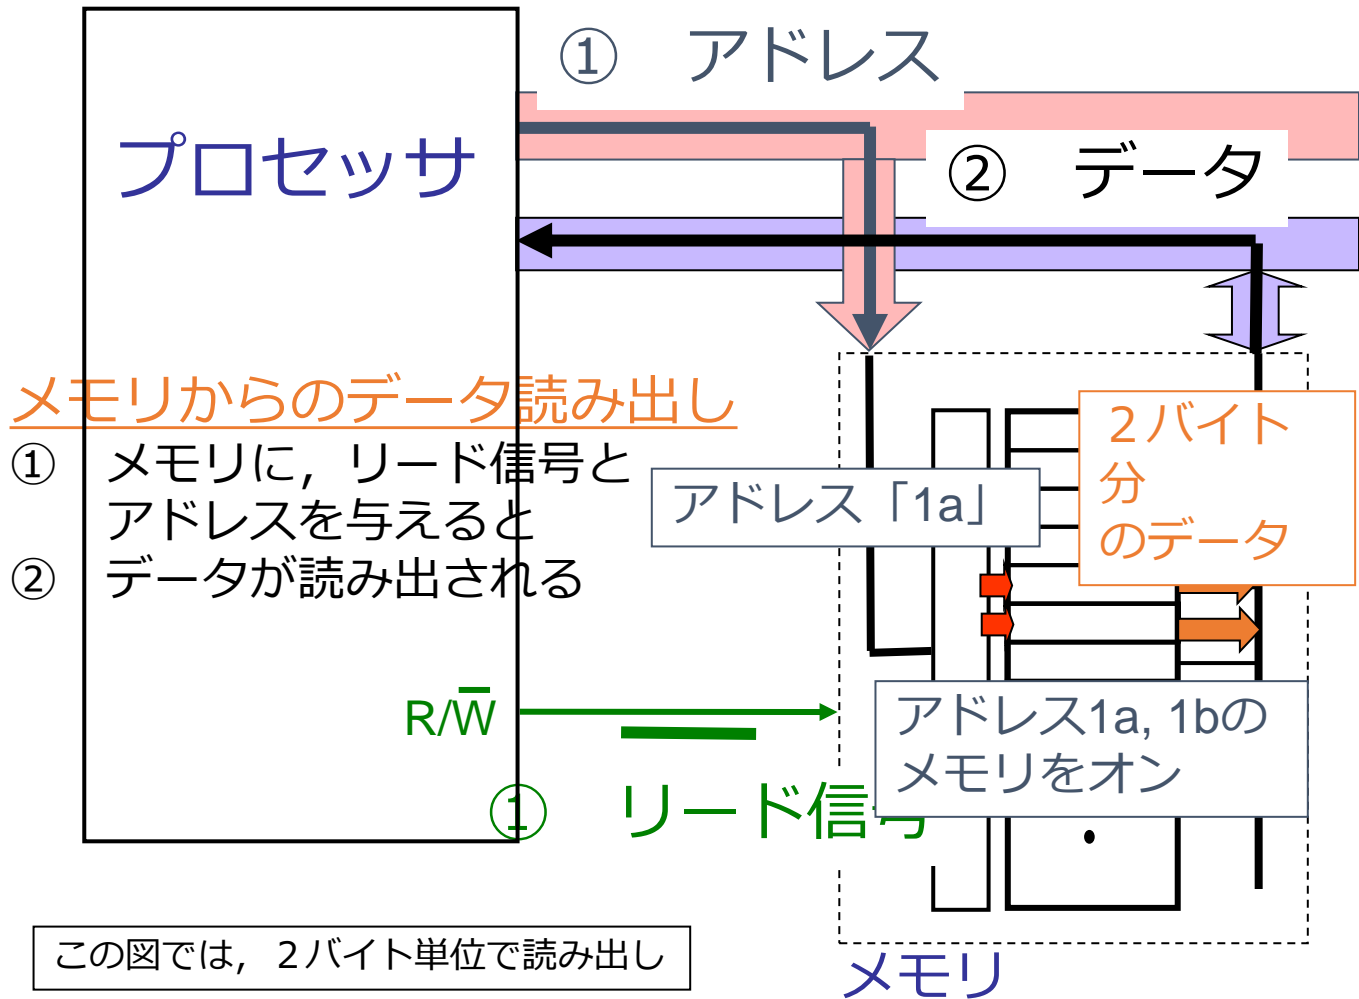 ① アドレス
プロセッサ
② データ
メモリからのデータ読み出し
① メモリに，リード信号と
アドレスを与えると
② データが読み出される
２バイト
分
のデータ
アドレス「1a」
R/W
アドレス1a, 1bの
メモリをオン
① リード信号
この図では，２バイト単位で読み出し
メモリ